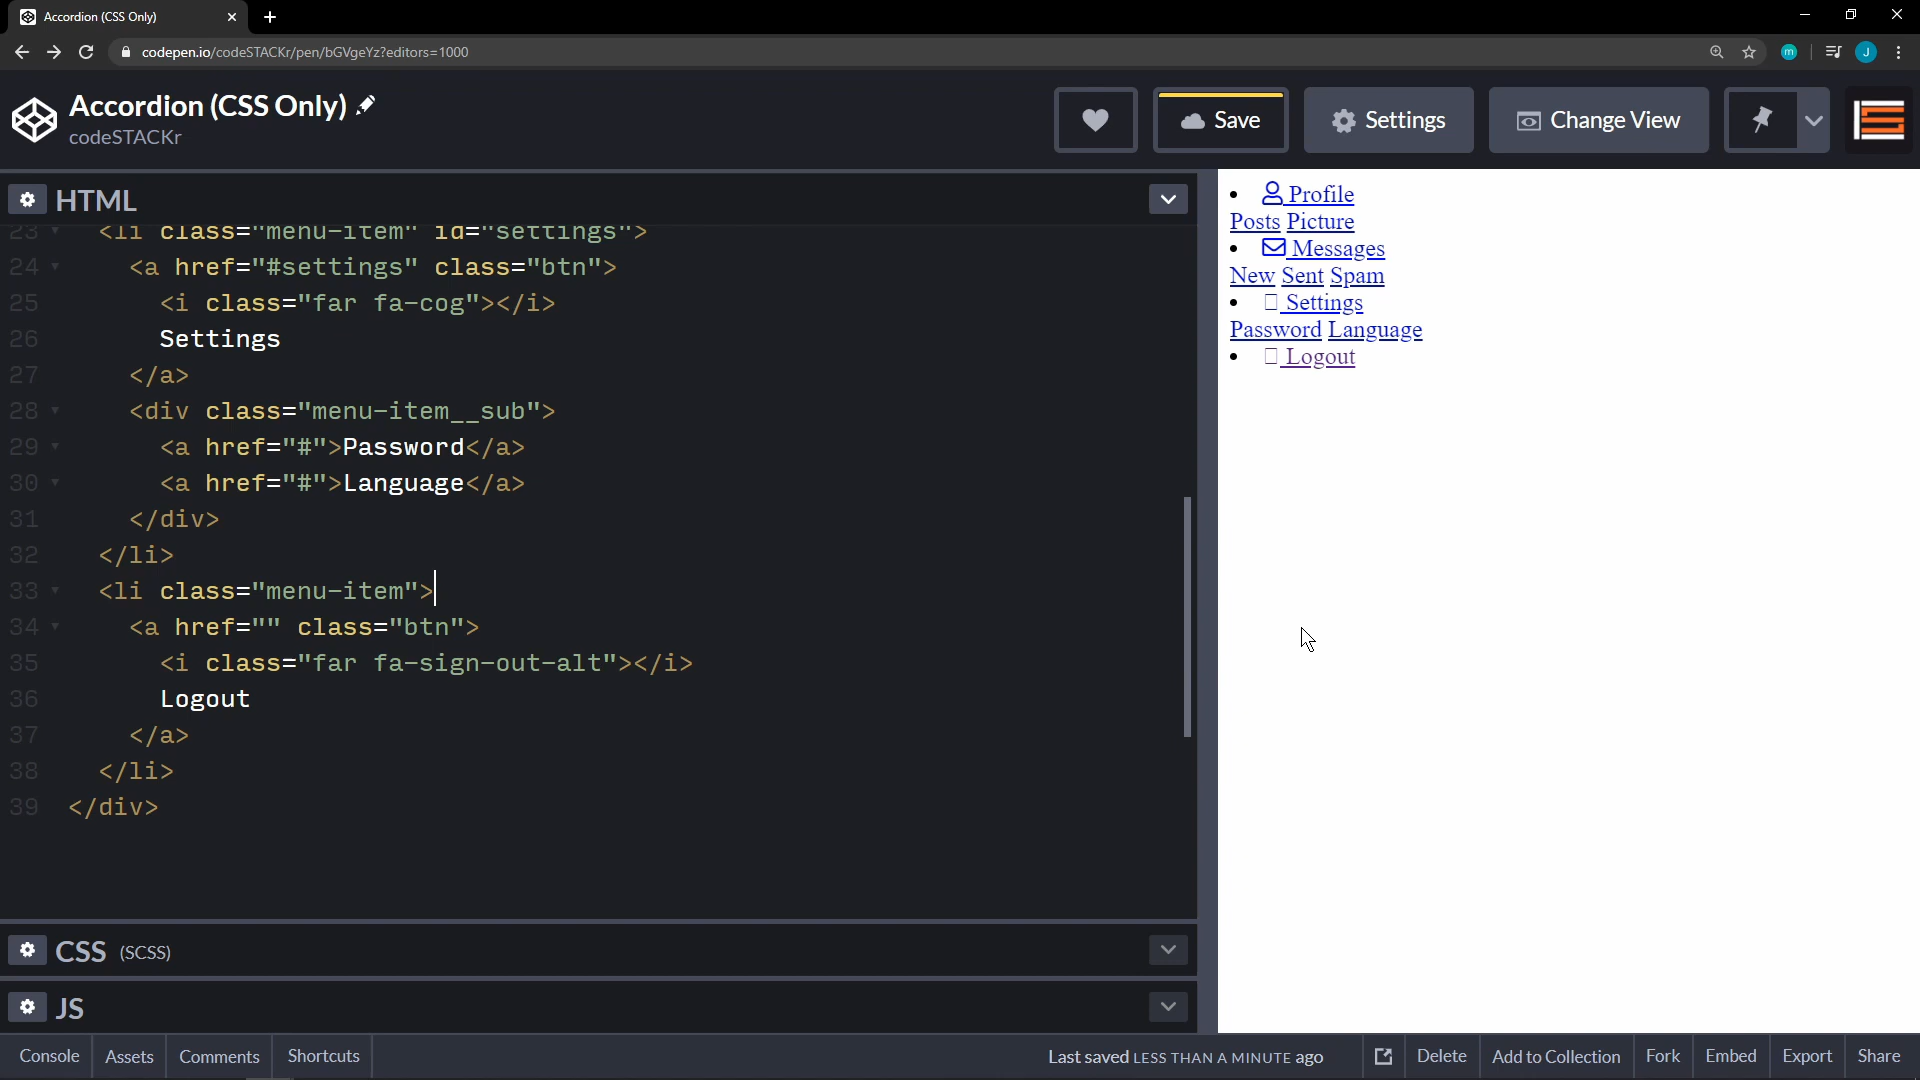 Accordion (CSS Only)
codepen.io/codeSTACKr/pen/bGVgeYz?editors=1000
m
J
Accordion (CSS Only)
codeSTACKr
Save
Settings
Change View
HTML
23 <li class="menu-item" id="settings">
24 <a href="#settings" class="btn">
25 <i class="far fa-cog"></i>
26 Settings
27 </a>
28 <div class="menu-item__sub">
29 <a href="#">Password</a>
30 <a href="#">Language</a>
31 </div>
32 </li>
33 <li class="menu-item">
34 <a href="" class="btn">
35 <i class="far fa-sign-out-alt"></i>
36 Logout
37 </a>
38 </li>
39 </div>
CSS (SCSS)
JS
Profile
Posts Picture
Messages
New Sent Spam
Settings
Password Language
Logout
Console Assets Comments Shortcuts Last saved LESS THAN A MINUTE ago Delete Add to Collection Fork Embed Export Share